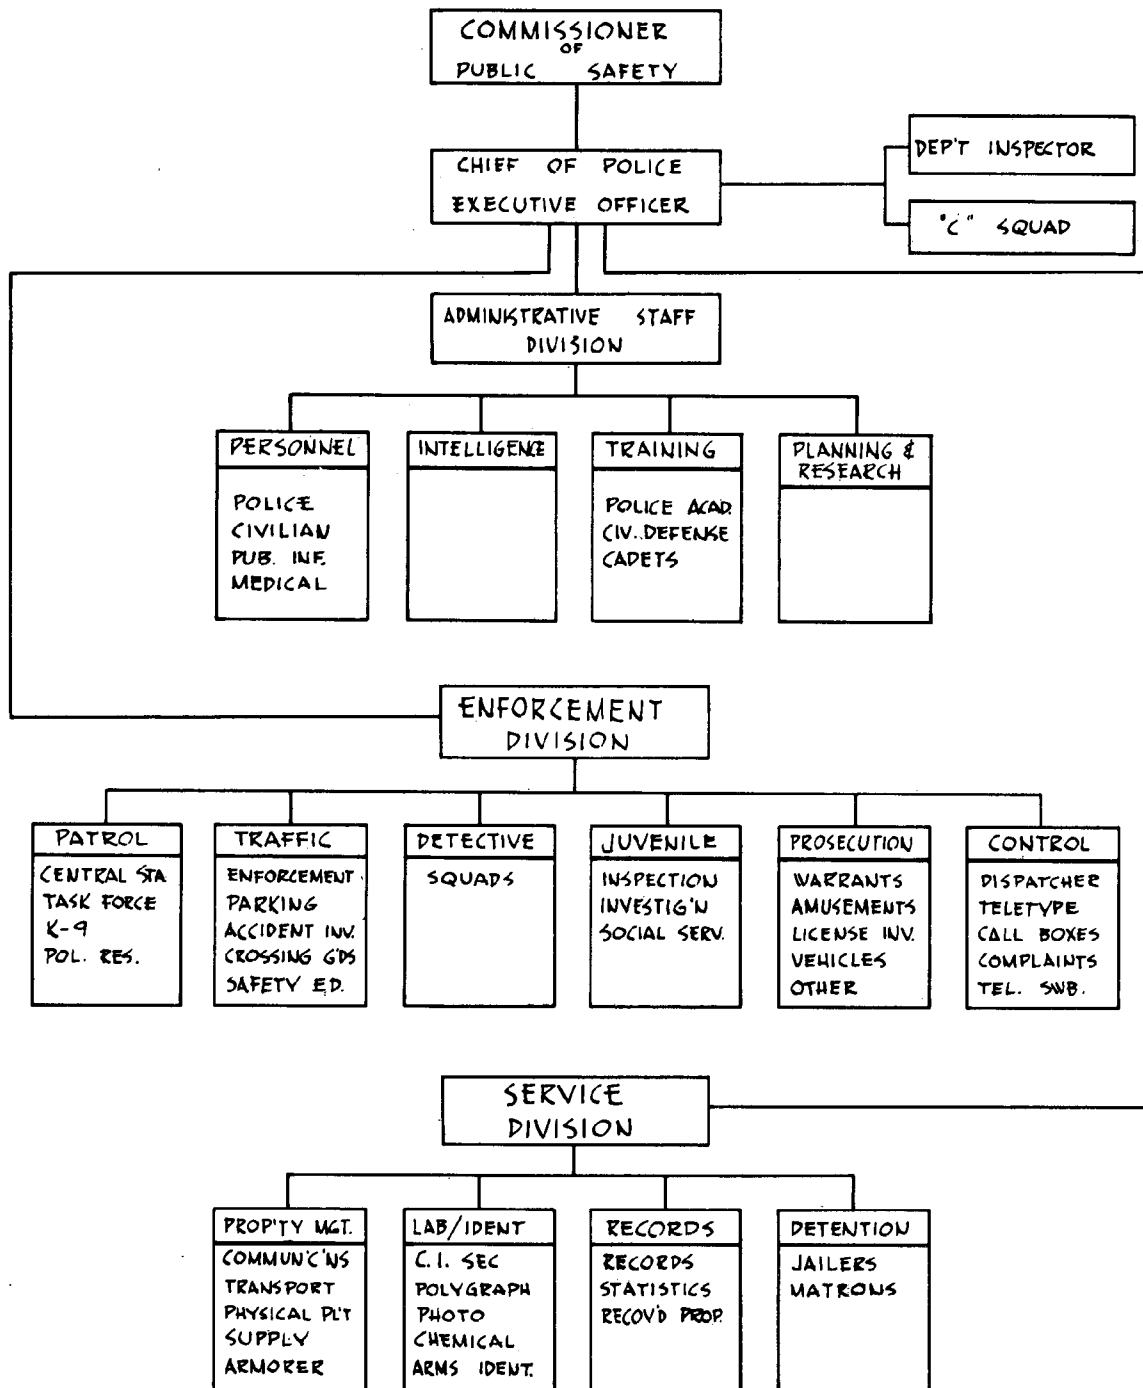 COMMISSIONER
OF
PUBLIC SAFETY
CHIEF OF POLICE
EXECUTIVE OFFICER
DEP'T INSPECTOR
"C" SQUAD
ADMINISTRATIVE STAFF
DIVISION
PERSONNEL
POLICE
CIVILIAN
PUB. INF.
MEDICAL
INTELLIGENCE
TRAINING
POLICE ACAD.
CIV. DEFENSE
CADETS
PLANNING &
RESEARCH
ENFORCEMENT
DIVISION
PATROL
CENTRAL STA
TASK FORCE
K-9
POL. RES.
TRAFFIC
ENFORCEMENT
PARKING
ACCIDENT INV.
CROSSING G'DS
SAFETY ED.
DETECTIVE
SQUADS
JUVENILE
INSPECTION
INVESTIG'N
SOCIAL SERV.
PROSECUTION
WARRANTS
AMUSEMENTS
LICENSE INV.
VEHICLES
OTHER
CONTROL
DISPATCHER
TELETYPE
CALL BOXES
COMPLAINTS
TEL. SWB.
SERVICE
DIVISION
PROP'TY MGT.
COMMUNC'NS
TRANSPORT
PHYSICAL PL'T
SUPPLY
ARMORER
LAB/IDENT
C.I. SEC
POLYGRAPH
PHOTO
CHEMICAL
ARMS IDENT.
RECORDS
RECORDS
STATISTICS
RECOV'D PROP.
DETENTION
JAILERS
MATRONS